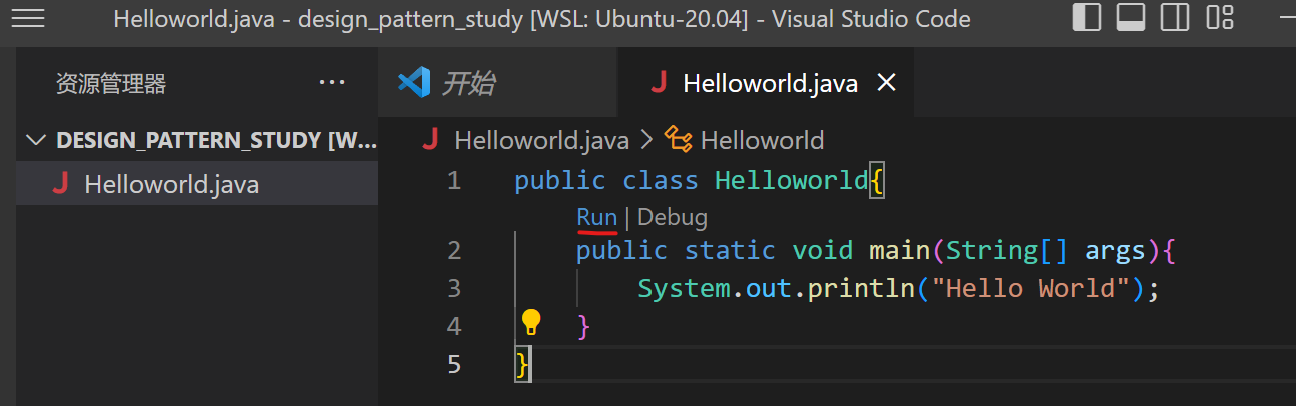 Helloworld.java - design_pattern_study [WSL: Ubuntu-20.04] - Visual Studio Code
资源管理器 ···
DESIGN_PATTERN_STUDY [W...
Helloworld.java
开始
Helloworld.java
Helloworld.java > Helloworld
1 public class Helloworld{
Run | Debug
2 public static void main(String[] args){
3 System.out.println("Hello World");
4 }
5 }